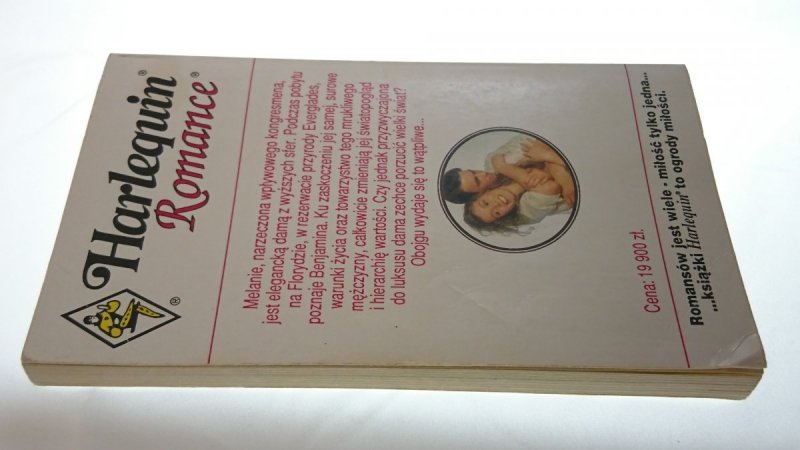 Harlequin®
Romance®
®
Melanie, narzeczona wpływowego kongresmena,
jest elegancką damą z wyższych sfer. Podczas pobytu
na Florydzie, w rezerwacie przyrody Everglades,
poznaje Benjamina. Ku zaskoczeniu jej samej, surowe
warunki życia oraz towarzystwo tego mrukliwego
mężczyzny, całkowicie zmieniają jej światopogląd
i hierarchię wartości. Czy jednak przyzwyczajona
do luksusu dama zechce porzucić wielki świat?
Obojgu wydaje się to wątpliwe...
Cena: 19 900 zł.
Romansów jest wiele - miłość tylko jedna...
...książki Harlequin® to ogrody miłości.